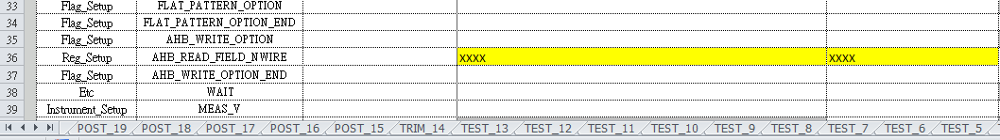 33 Flag_Setup FLAT_PATTERN_OPTION
34 Flag_Setup FLAT_PATTERN_OPTION_END
35 Flag_Setup AHB_WRITE_OPTION
36 Reg_Setup AHB_READ_FIELD_NWIRE XXXX XXXX
37 Flag_Setup AHB_WRITE_OPTION_END
38 Etc WAIT
39 Instrument_Setup MEAS_V
POST_19 POST_18 POST_17 POST_16 POST_15 TRIM_14 TEST_13 TEST_12 TEST_11 TEST_10 TEST_9 TEST_8 TEST_7 TEST_6 TEST_5